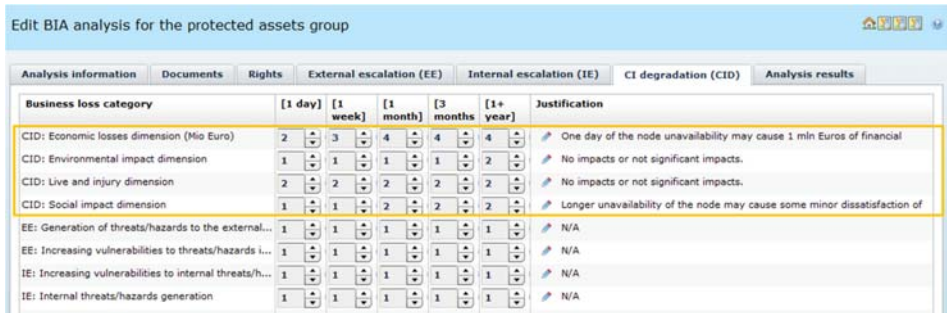 Edit BIA analysis for the protected assets group
Analysis information Documents Rights External escalation (EE) Internal escalation (IE) CI degradation (CID) Analysis results
Business loss category [1 day] [1 week] [1 month] [3 months [1+ year] Justification
CID: Economic losses dimension (Mio Euro) 2 3 4 4 4 One day of the node unavailability may cause 1 mln Euros of financial
CID: Environmental impact dimension 1 1 1 1 2 No impacts or not significant impacts.
CID: Live and injury dimension 2 2 2 2 2 No impacts or not significant impacts.
CID: Social impact dimension 1 1 2 2 2 Longer unavailability of the node may cause some minor dissatisfaction of
EE: Generation of threats/hazards to the external... 1 1 1 1 1 N/A
EE: Increasing vulnerabilities to threats/hazards i... 1 1 1 1 1 N/A
IE: Increasing vulnerabilities to internal threats/h... 1 1 1 1 1 N/A
IE: Internal threats/hazards generation 1 1 1 1 1 N/A